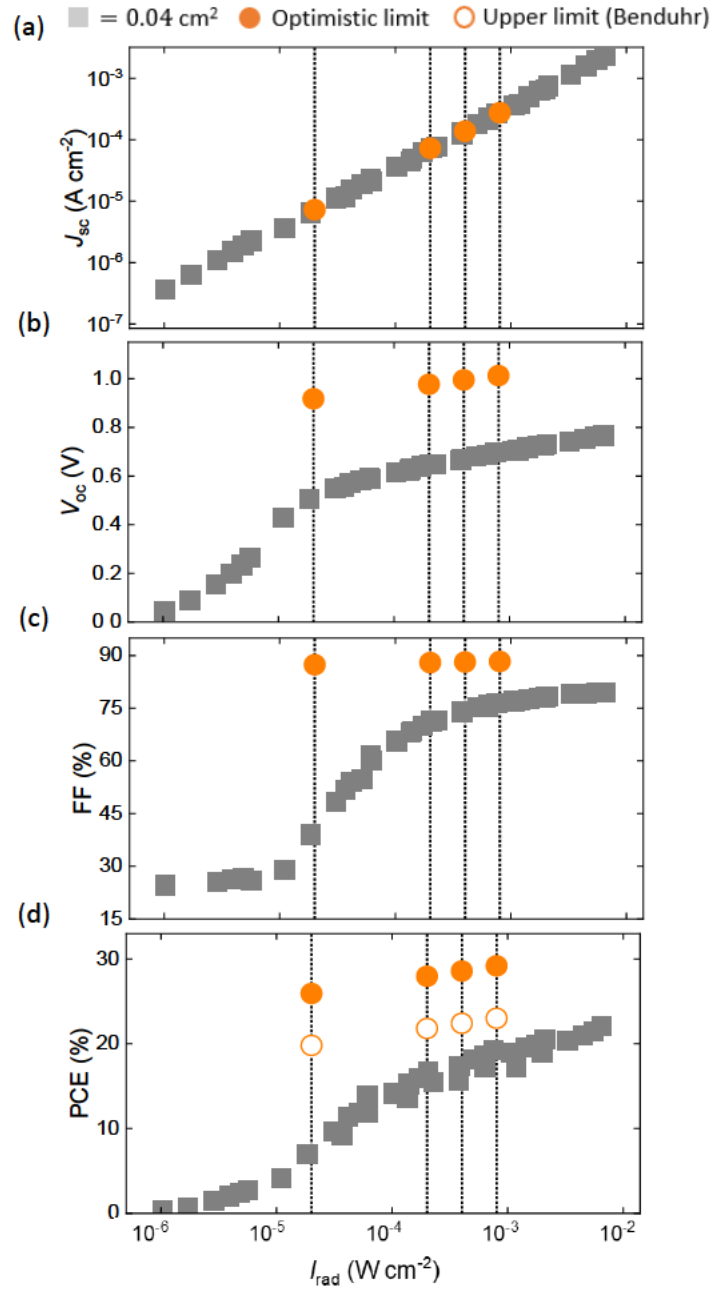 (a) = 0.04 cm² Optimistic limit Upper limit (Benduhr)
10⁻³
10⁻⁴
10⁻⁵
10⁻⁶
10⁻⁷
Jsc (A cm⁻²)
(b)
1.0
0.8
0.6
0.4
0.2
0.0
Voc (V)
(c)
90
75
60
45
30
15
FF (%)
(d)
30
20
10
0
PCE (%)
10⁻⁶ 10⁻⁵ 10⁻⁴ 10⁻³ 10⁻²
Irad (W cm⁻²)